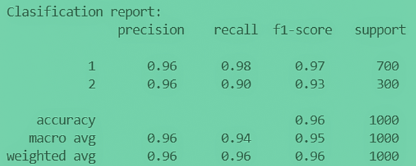 Clasification report:
precision recall f1-score support
1 0.96 0.98 0.97 700
2 0.96 0.90 0.93 300
accuracy 0.96 1000
macro avg 0.96 0.94 0.95 1000
weighted avg 0.96 0.96 0.96 1000